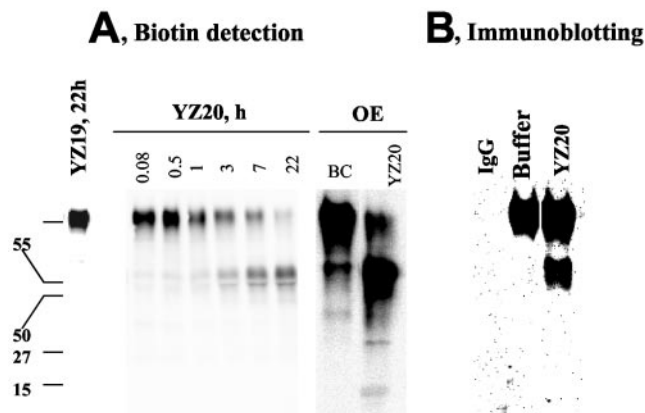 A, Biotin detection
B, Immunoblotting
YZ19, 22h
YZ20, h
OE
0.08
0.5
1
3
7
22
BC
YZ20
IgG
Buffer
YZ20
55
50
27
15